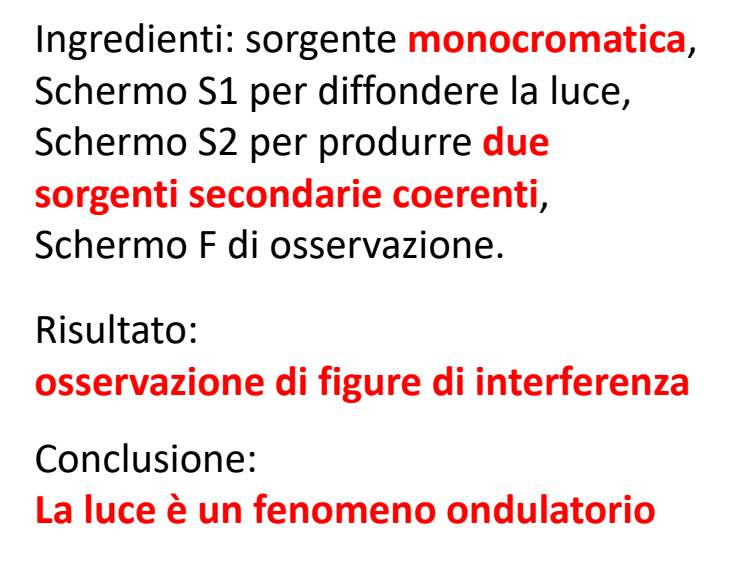 Ingredienti: sorgente monocromatica,
Schermo S1 per diffondere la luce,
Schermo S2 per produrre due
sorgenti secondarie coerenti,
Schermo F di osservazione.
Risultato:
osservazione di figure di interferenza
Conclusione:
La luce è un fenomeno ondulatorio